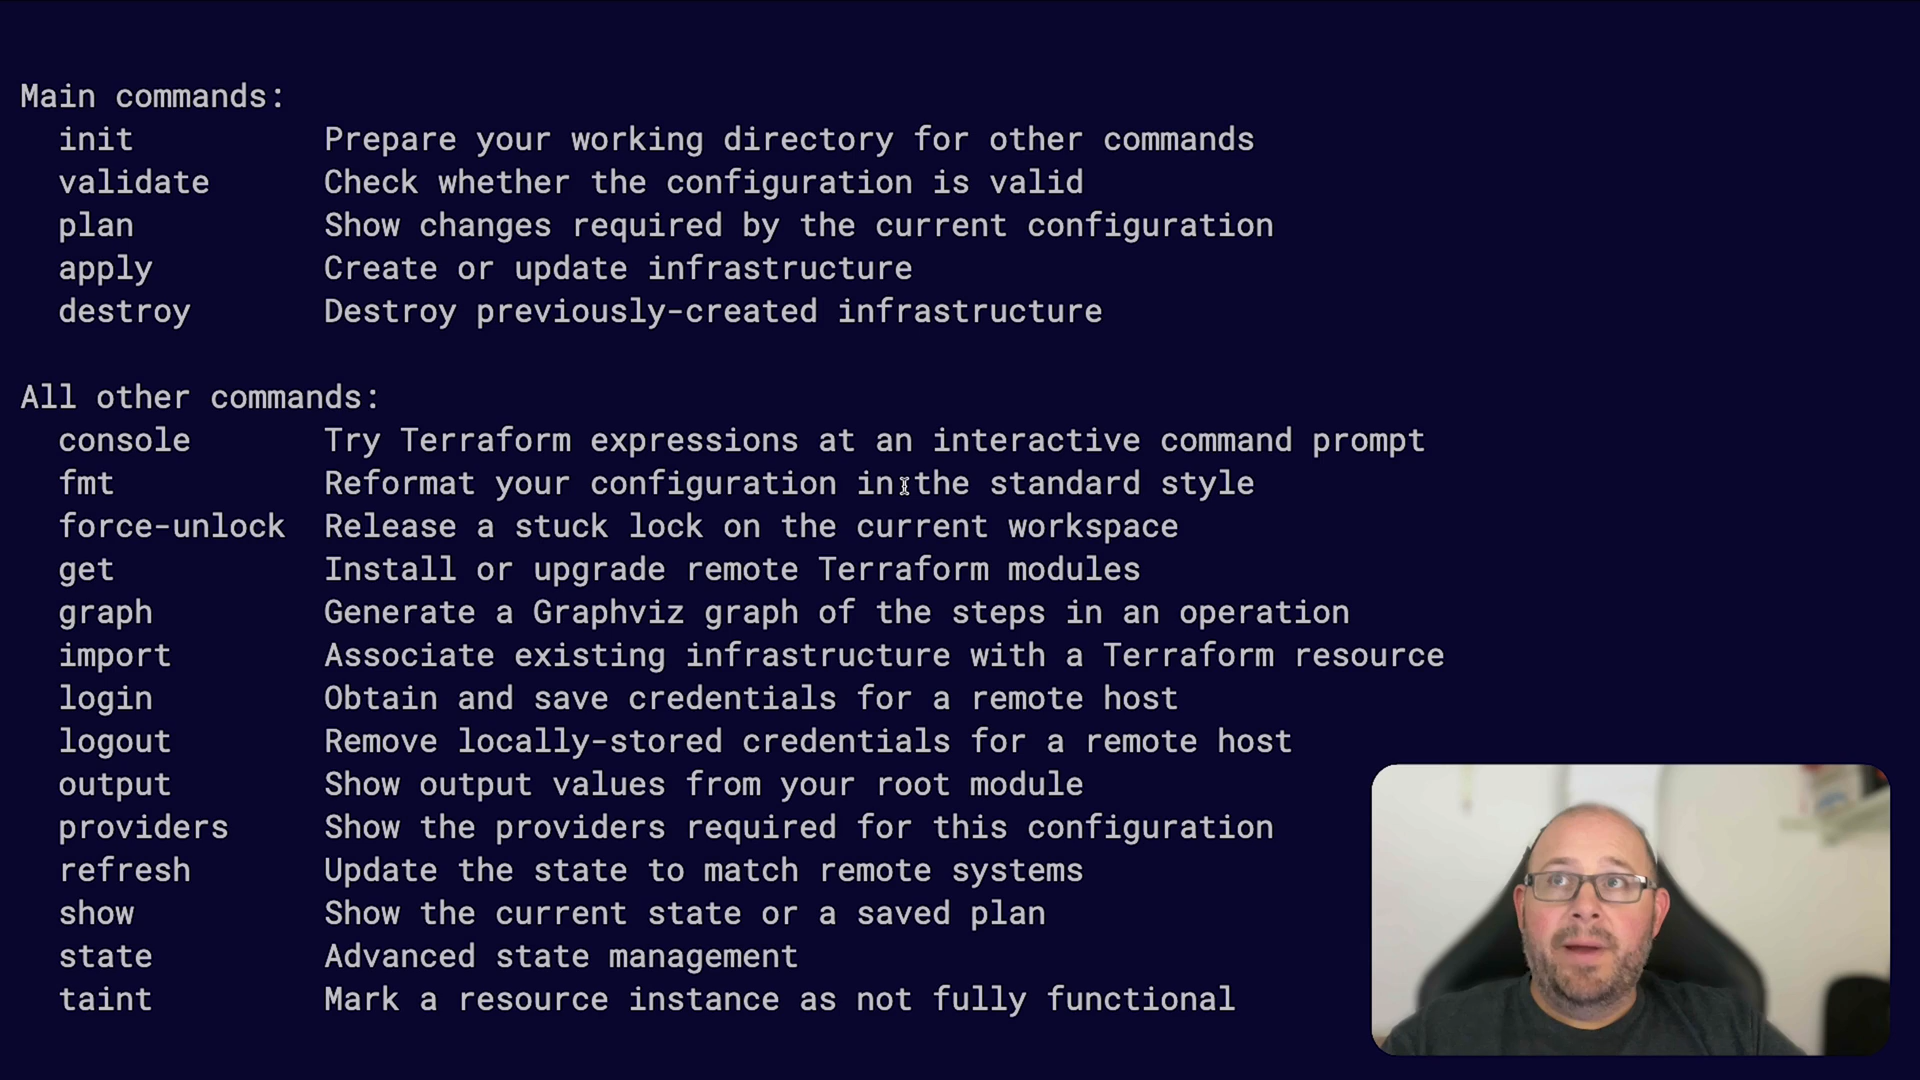 Main commands:
init Prepare your working directory for other commands
validate Check whether the configuration is valid
plan Show changes required by the current configuration
apply Create or update infrastructure
destroy Destroy previously-created infrastructure
All other commands:
console Try Terraform expressions at an interactive command prompt
fmt Reformat your configuration in the standard style
force-unlock Release a stuck lock on the current workspace
get Install or upgrade remote Terraform modules
graph Generate a Graphviz graph of the steps in an operation
import Associate existing infrastructure with a Terraform resource
login Obtain and save credentials for a remote host
logout Remove locally-stored credentials for a remote host
output Show output values from your root module
providers Show the providers required for this configuration
refresh Update the state to match remote systems
show Show the current state or a saved plan
state Advanced state management
taint Mark a resource instance as not fully functional